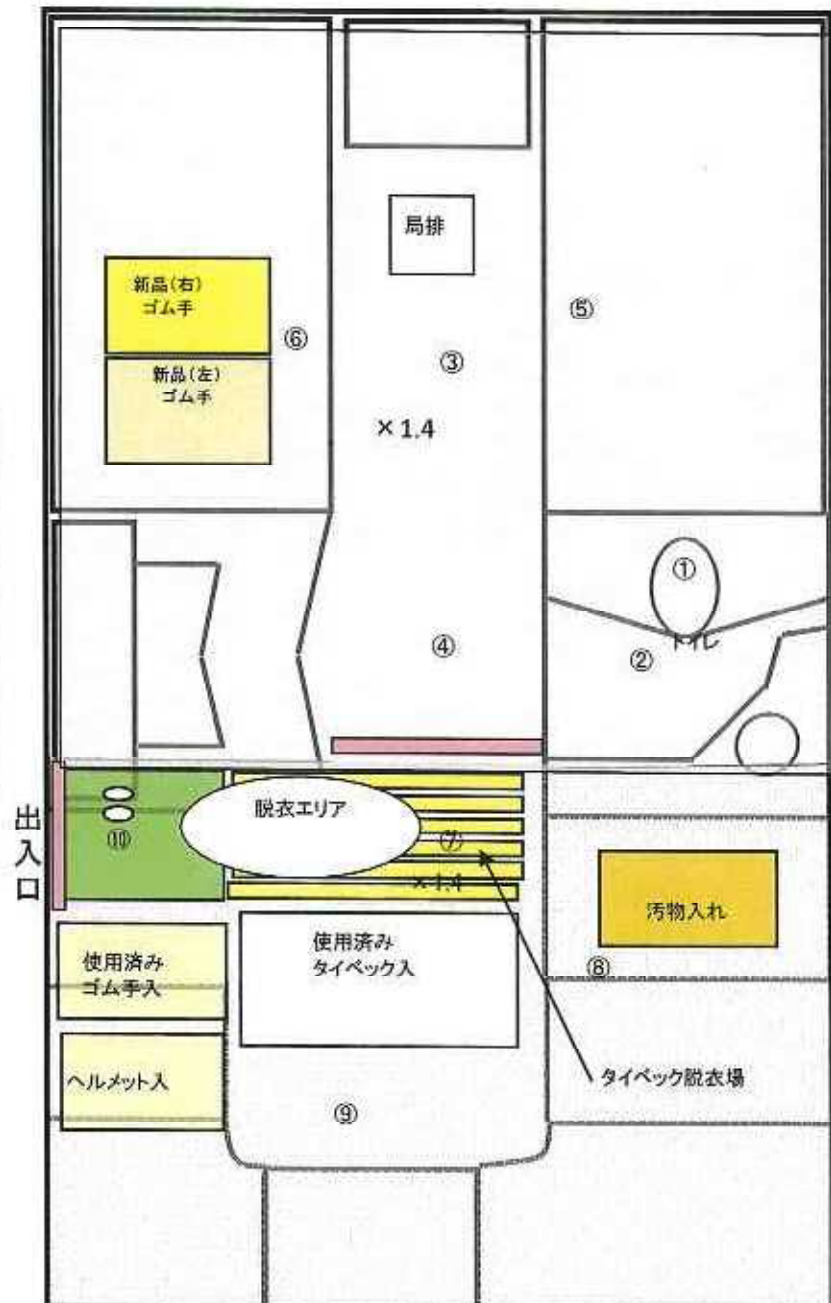 局排
新品(右)
ゴム手
⑤
⑥
③
新品(左)
ゴム手
×1.4
①
トイレ
④
②
出入口
脱衣エリア
⑩
⑦
×1.4
汚物入れ
使用済み
ゴム手入
使用済み
タイベック入
⑧
ヘルメット入
タイベック脱衣場
⑨